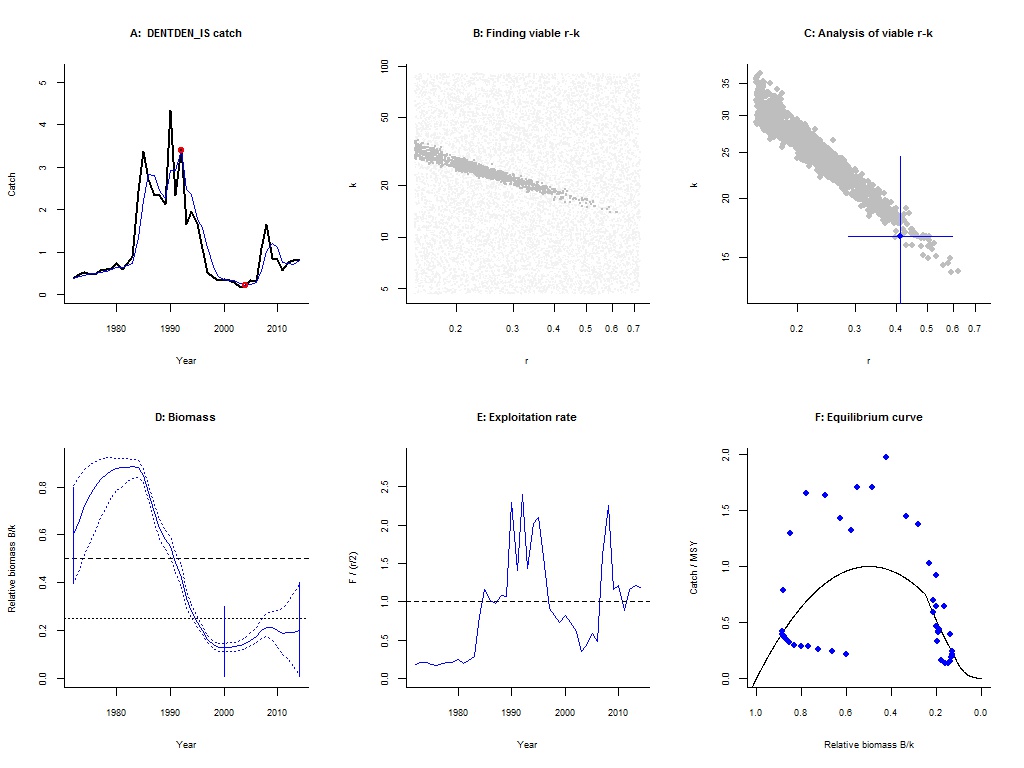 A: DENTDEN_IS catch
Catch
0 1 2 3 4 5
1980 1990 2000 2010
Year
B: Finding viable r-k
k
5 10 20 50 100
0.2 0.3 0.4 0.5 0.6 0.7
r
C: Analysis of viable r-k
k
15 20 25 30 35
0.2 0.3 0.4 0.5 0.6 0.7
r
D: Biomass
Relative biomass B/k
0.0 0.2 0.4 0.6 0.8
1980 1990 2000 2010
Year
E: Exploitation rate
F / (r/2)
0.0 0.5 1.0 1.5 2.0 2.5
1980 1990 2000 2010
Year
F: Equilibrium curve
Catch / MSY
0.0 0.5 1.0 1.5 2.0
1.0 0.8 0.6 0.4 0.2 0.0
Relative biomass B/k